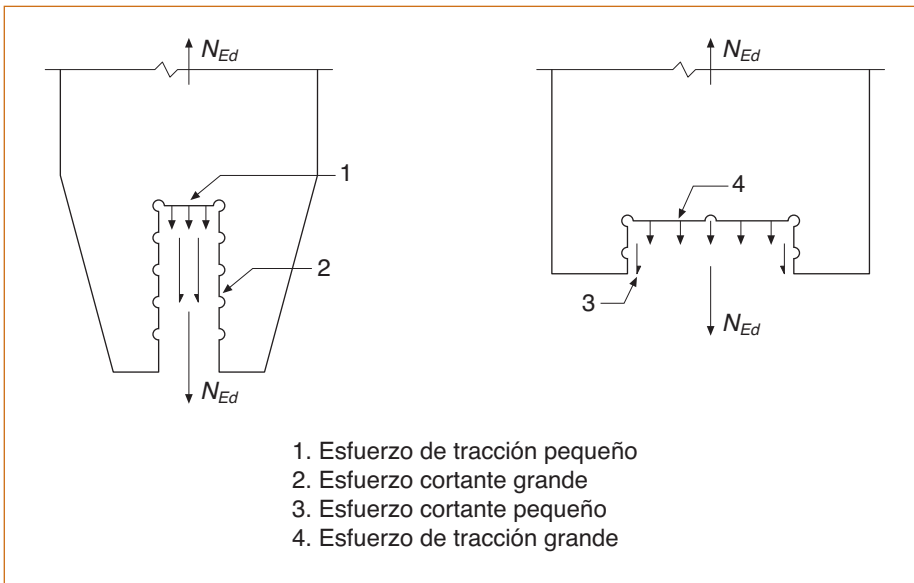 N_Ed
1
2
N_Ed
N_Ed
4
3
N_Ed
1. Esfuerzo de tracción pequeño
2. Esfuerzo cortante grande
3. Esfuerzo cortante pequeño
4. Esfuerzo de tracción grande